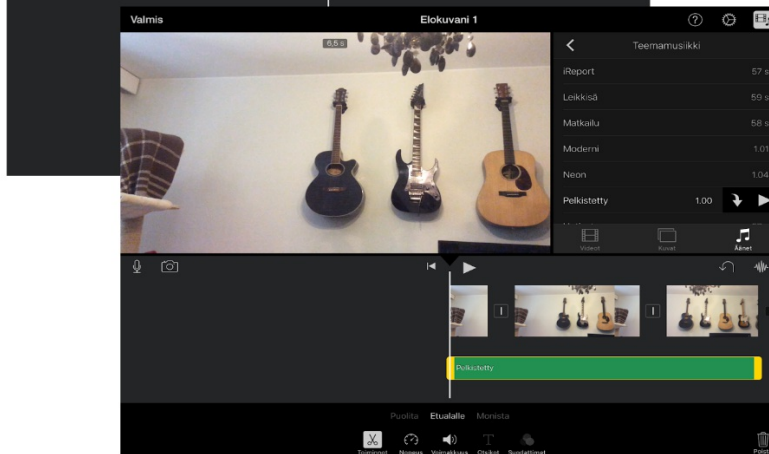 Valmis Elokuvani 1
6,5 s
Teemamusiikki
iReport 57 s
Leikkisä 59 s
Matkailu 58 s
Moderni 1.01
Neon 1.04
Pelkistetty 1.00
Videot Kuvat Äänet
Pelkistetty
Puolita Etualalle Monista
Toiminnot Nopeus Voimakkuus Otsikot Suodattimet Poista